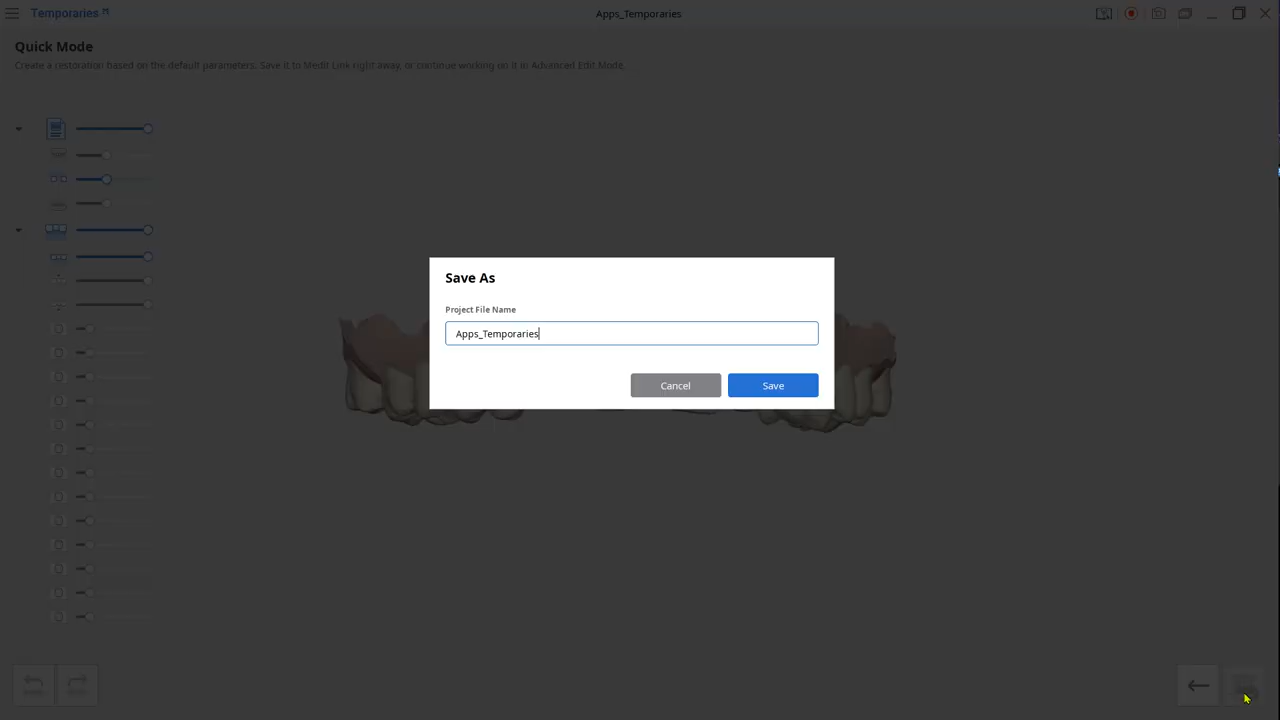 Temporaries
Apps_Temporaries
Quick Mode
Create a restoration based on the default parameters. Save it to Medit Link right away, or continue working on it in Advanced Edit Mode.
Save As
Project File Name
Apps_Temporaries
Cancel
Save